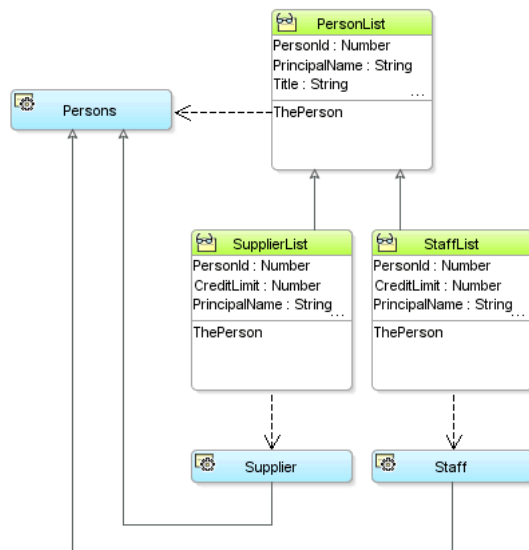 PersonList
PersonId : Number
PrincipalName : String
Title : String
...
ThePerson
Persons
SupplierList
PersonId : Number
CreditLimit : Number
PrincipalName : String
...
ThePerson
StaffList
PersonId : Number
CreditLimit : Number
PrincipalName : String
...
ThePerson
Supplier
Staff